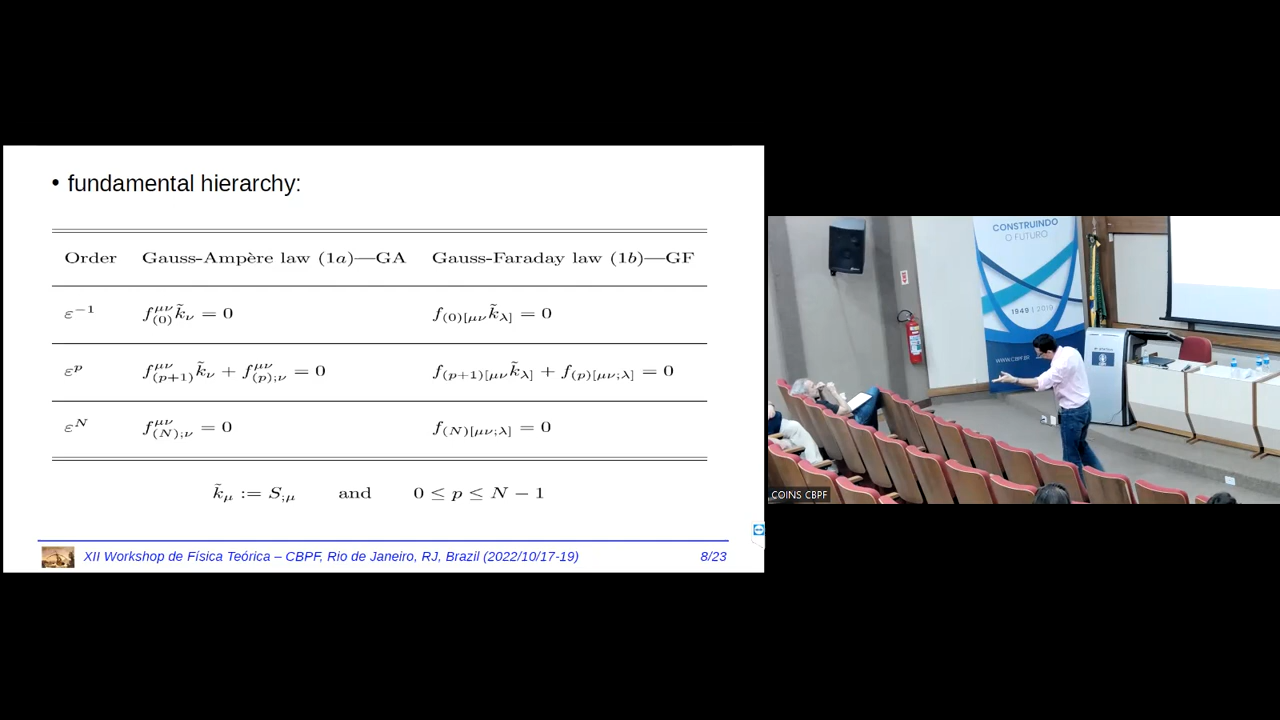 • fundamental hierarchy:
Order Gauss-Ampère law (1a)—GA Gauss-Faraday law (1b)—GF
ε^{-1} f^{μν}_{(0)} k̃_ν = 0 f_{(0)[μν} k̃_{λ]} = 0
ε^p f^{μν}_{(p+1)} k̃_ν + f^{μν}_{(p);ν} = 0 f_{(p+1)[μν} k̃_{λ]} + f_{(p)[μν;λ]} = 0
ε^N f^{μν}_{(N);ν} = 0 f_{(N)[μν;λ]} = 0
k̃_μ := S_{;μ} and 0 ≤ p ≤ N − 1
XII Workshop de Física Teórica – CBPF, Rio de Janeiro, RJ, Brazil (2022/10/17-19) 8/23
CONSTRUINDO
O FUTURO
1949 | 2019
WWW.CBPF.BR
COINS CBPF